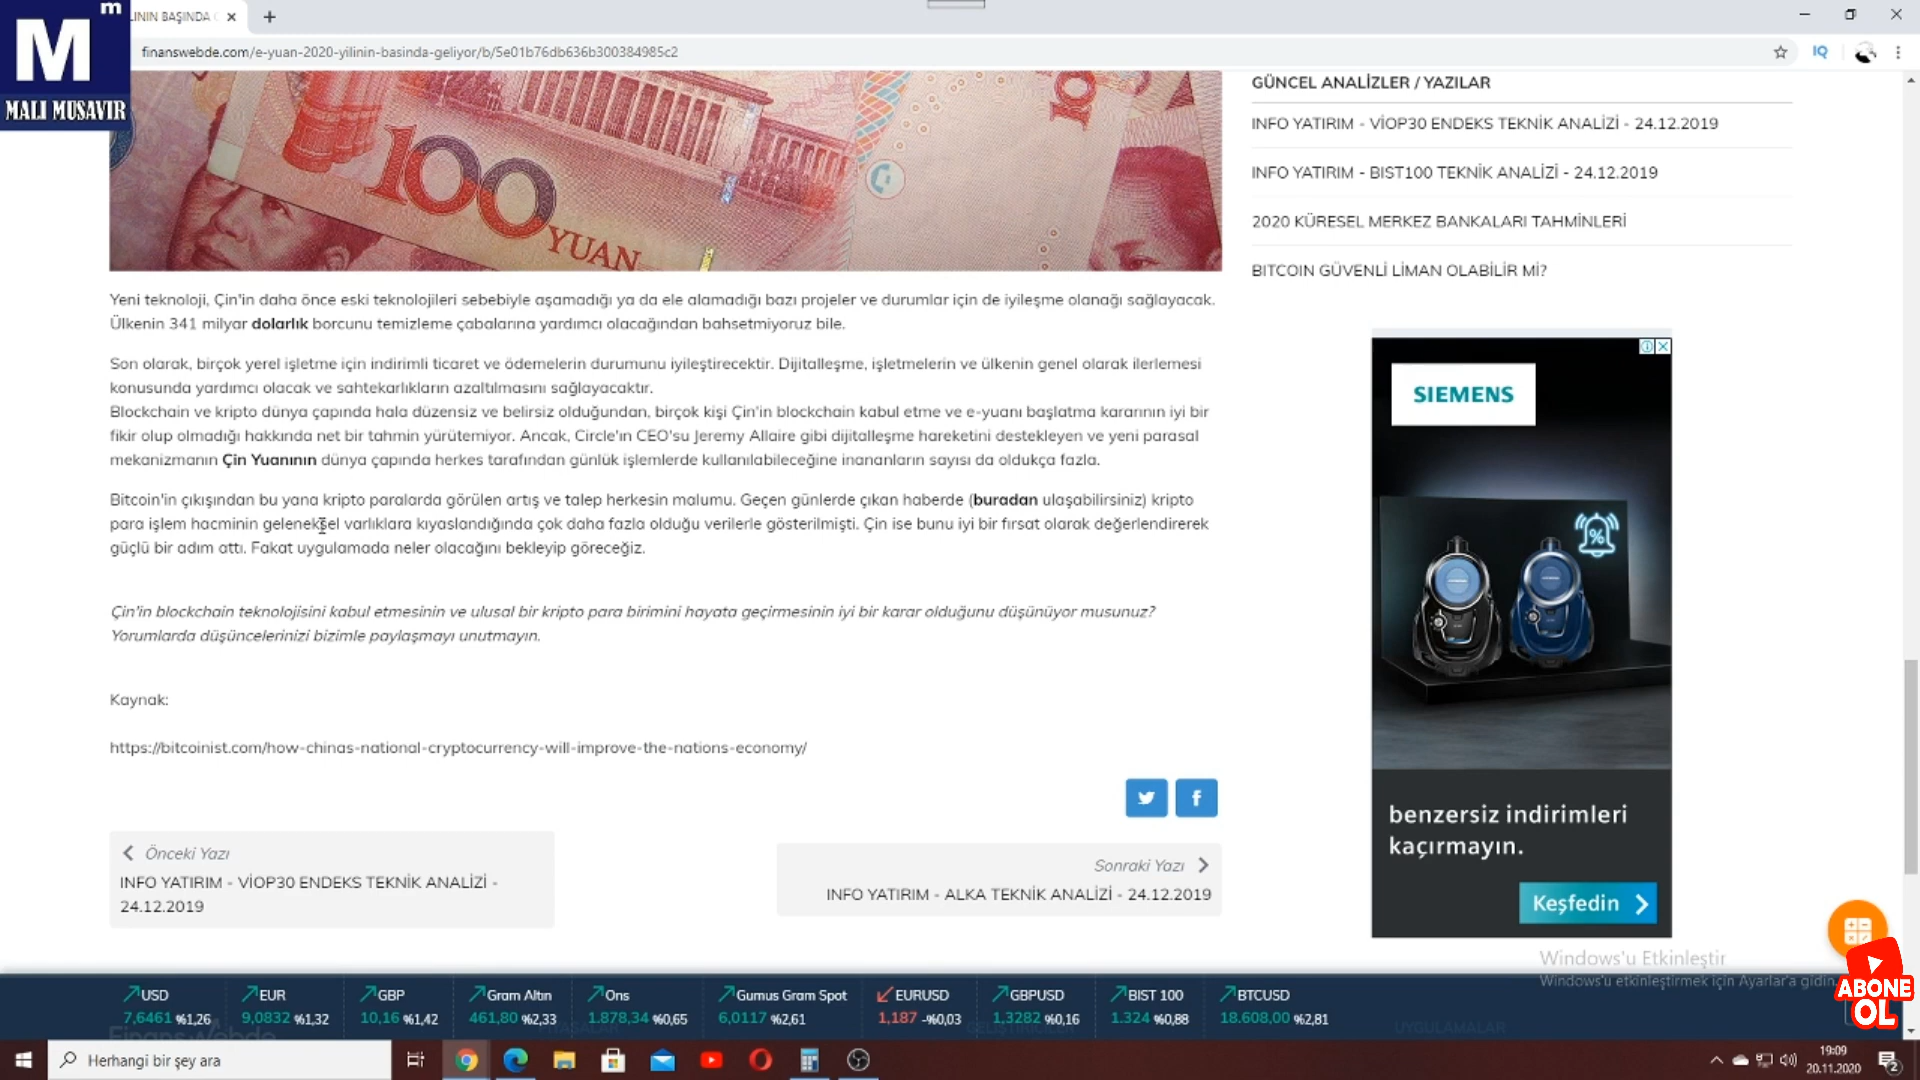 m
M
MALI MUSAVIR
LININ BAŞINDA
finanswebde.com/e-yuan-2020-yilinin-basinda-geliyor/b/5e01b76db636b300384985c2
IQ
100
YUAN
100
Yeni teknoloji, Çin'in daha önce eski teknolojileri sebebiyle aşamadığı ya da ele alamadığı bazı projeler ve durumlar için de iyileşme olanağı sağlayacak.
Ülkenin 341 milyar dolarlık borcunu temizleme çabalarına yardımcı olacağından bahsetmiyoruz bile.
Son olarak, birçok yerel işletme için indirimli ticaret ve ödemelerin durumunu iyileştirecektir. Dijitalleşme, işletmelerin ve ülkenin genel olarak ilerlemesi
konusunda yardımcı olacak ve sahtekarlıkların azaltılmasını sağlayacaktır.
Blockchain ve kripto dünya çapında hala düzensiz ve belirsiz olduğundan, birçok kişi Çin'in blockchain kabul etme ve e-yuanı başlatma kararının iyi bir
fikir olup olmadığı hakkında net bir tahmin yürütemiyor. Ancak, Circle'ın CEO'su Jeremy Allaire gibi dijitalleşme hareketini destekleyen ve yeni parasal
mekanizmanın Çin Yuanının dünya çapında herkes tarafından günlük işlemlerde kullanılabileceğine inananların sayısı da oldukça fazla.
Bitcoin'in çıkışından bu yana kripto paralarda görülen artış ve talep herkesin malumu. Geçen günlerde çıkan haberde (buradan ulaşabilirsiniz) kripto
para işlem hacminin geleneksel varlıklara kıyaslandığında çok daha fazla olduğu verilerle gösterilmişti. Çin ise bunu iyi bir fırsat olarak değerlendirerek
güçlü bir adım attı. Fakat uygulamada neler olacağını bekleyip göreceğiz.
Çin'in blockchain teknolojisini kabul etmesinin ve ulusal bir kripto para birimini hayata geçirmesinin iyi bir karar olduğunu düşünüyor musunuz?
Yorumlarda düşüncelerinizi bizimle paylaşmayı unutmayın.
Kaynak:
https://bitcoinist.com/how-chinas-national-cryptocurrency-will-improve-the-nations-economy/
Önceki Yazı
INFO YATIRIM - VİOP30 ENDEKS TEKNİK ANALİZİ -
24.12.2019
Sonraki Yazı
INFO YATIRIM - ALKA TEKNİK ANALİZİ - 24.12.2019
GÜNCEL ANALİZLER / YAZILAR
INFO YATIRIM - VİOP30 ENDEKS TEKNİK ANALİZİ - 24.12.2019
INFO YATIRIM - BIST100 TEKNİK ANALİZİ - 24.12.2019
2020 KÜRESEL MERKEZ BANKALARI TAHMİNLERİ
BITCOIN GÜVENLİ LİMAN OLABİLİR Mİ?
SIEMENS
%
benzersiz indirimleri
kaçırmayın.
Keşfedin
Windows'u Etkinleştir
Windows'u etkinleştirmek için Ayarlar'a gidin.
ABONE
OL
USD EUR GBP Gram Altın Ons Gumus Gram Spot EURUSD GBPUSD BIST 100 BTCUSD
7,6461 %1,26 9,0832 %1,32 10,16 %1,42 461,80 %2,33 1.878,34 %0,65 6,0117 %2,61 1,187 -%0,03 1,3282 %0,16 1.324 %0,88 18.608,00 %2,81
FinansWebde
UYGULAMALAR
Herhangi bir şey ara
19:09
20.11.2020
2